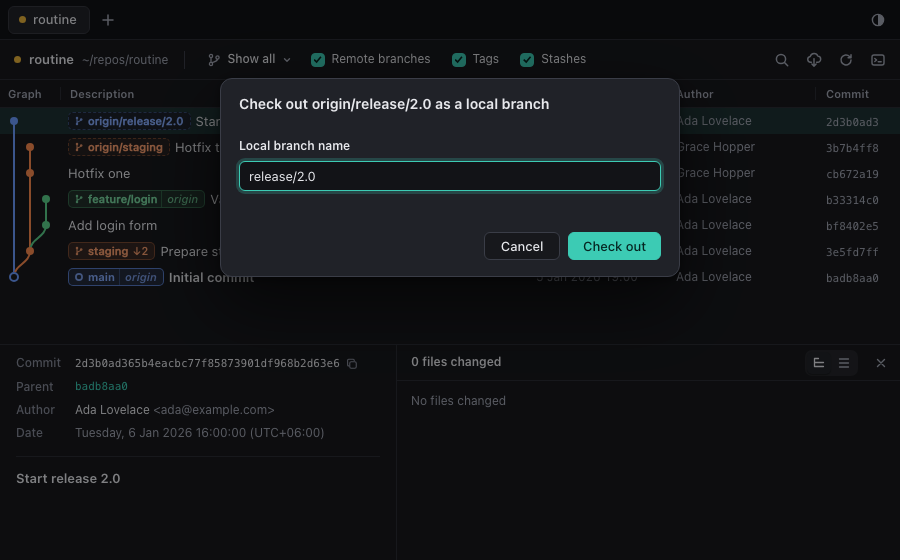 routine
routine ~/repos/routine Show all Remote branches Tags Stashes
Graph Description Author Commit
origin/release/2.0 Star Ada Lovelace 2d3b0ad3
origin/staging Hotfix t Grace Hopper 3b7b4ff8
Hotfix one Grace Hopper cb672a19
feature/login origin Ada Lovelace b33314c0
Add login form Ada Lovelace bf8402e5
staging ↓2 Prepare st Ada Lovelace 3e5fd7ff
main origin Initial commit Ada Lovelace badb8aa0
Check out origin/release/2.0 as a local branch
Local branch name
release/2.0
Cancel Check out
Commit 2d3b0ad365b4eacbc77f85873901df968b2d63e6
Parent badb8aa0
Author Ada Lovelace <ada@example.com>
Date Tuesday, 6 Jan 2026 16:00:00 (UTC+06:00)
Start release 2.0
0 files changed
No files changed